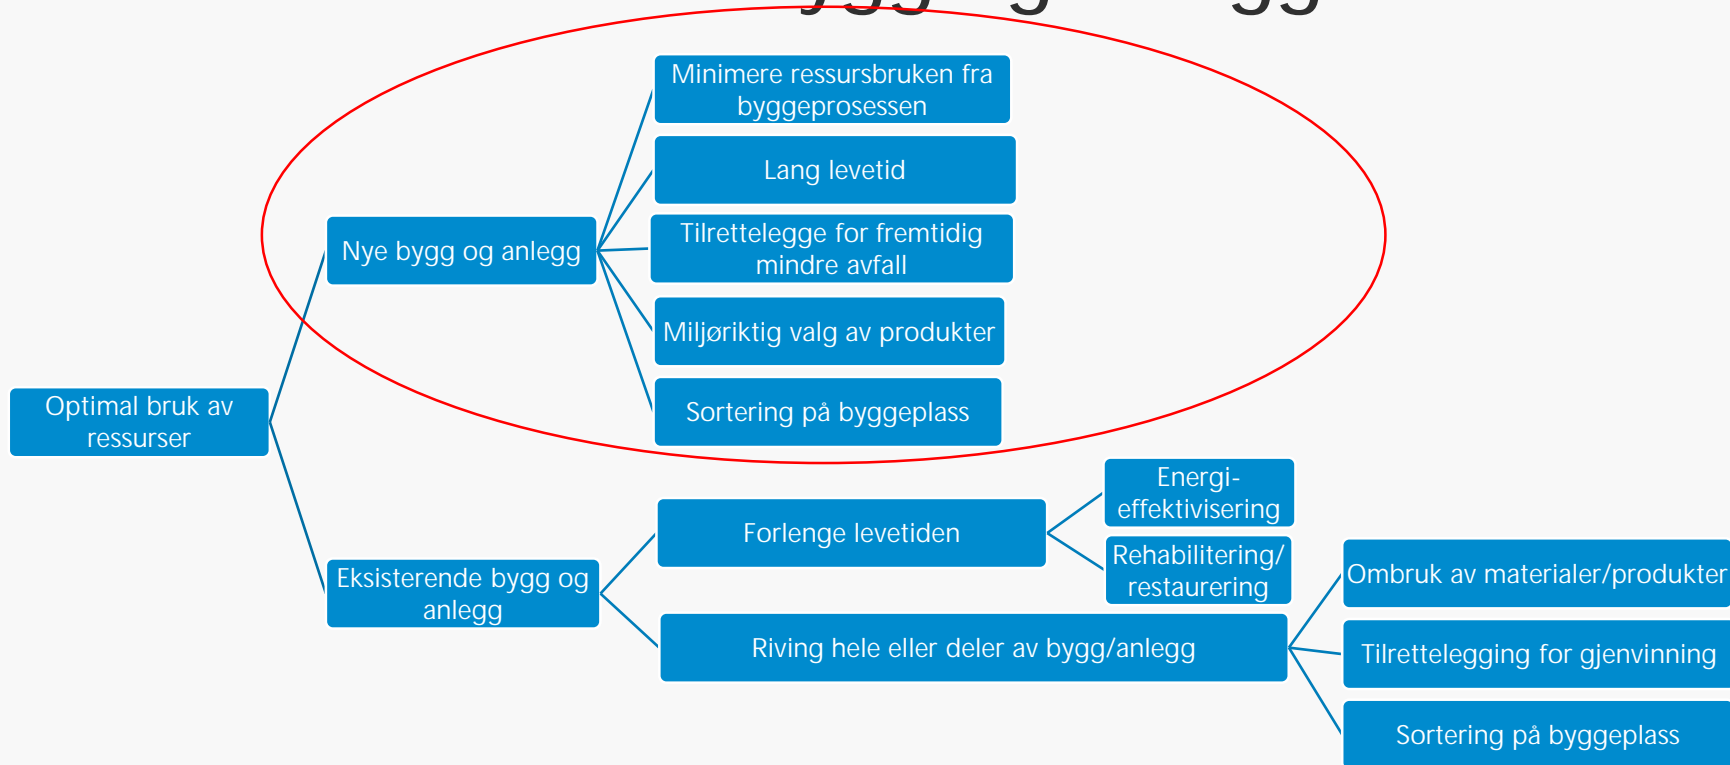 Minimere ressursbruken fra
byggeprosessen
Lang levetid
Tilrettelegge for fremtidig
mindre avfall
Nye bygg og anlegg
Miljøriktig valg av produkter
Sortering på byggeplass
Optimal bruk av
ressurser
Energi-
effektivisering
Forlenge levetiden
Rehabilitering/
restaurering
Eksisterende bygg og
anlegg
Riving hele eller deler av bygg/anlegg
Ombruk av materialer/produkter
Tilrettelegging for gjenvinning
Sortering på byggeplass